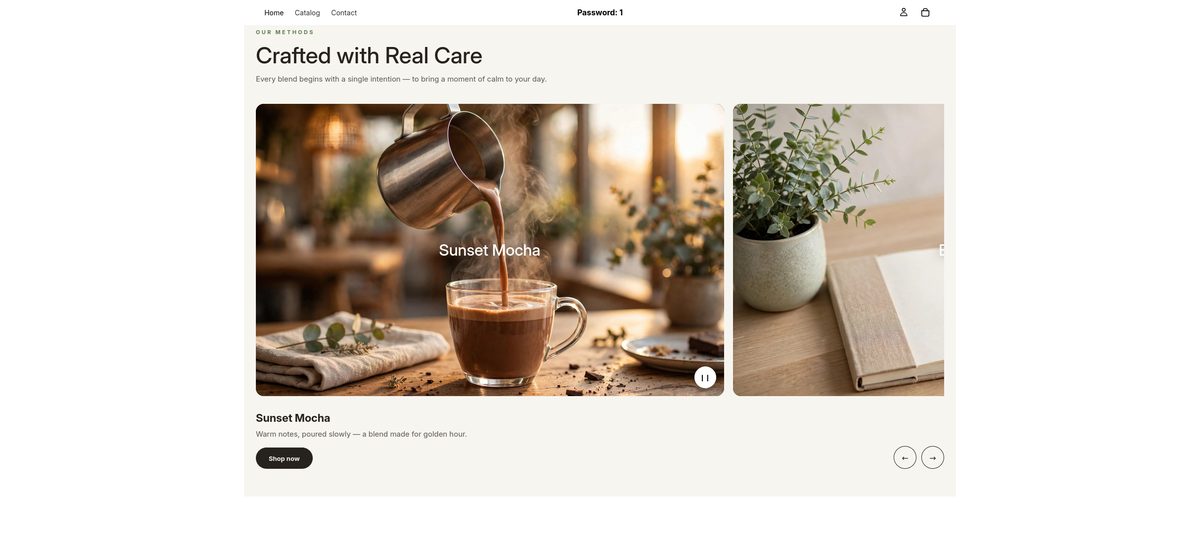 Home Catalog Contact Password: 1
OUR METHODS
Crafted with Real Care
Every blend begins with a single intention — to bring a moment of calm to your day.
Sunset Mocha
Sunset Mocha
Warm notes, poured slowly — a blend made for golden hour.
Shop now ← →